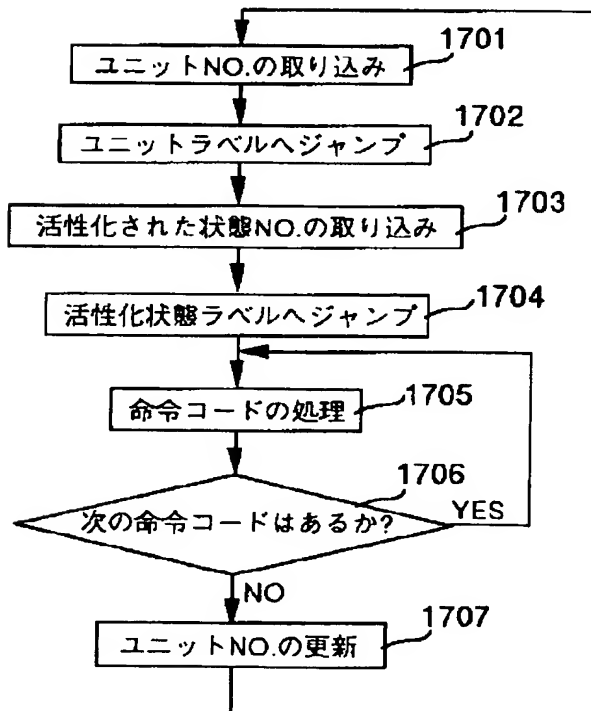 1701
ユニットNO.の取り込み
1702
ユニットラベルへジャンプ
1703
活性化された状態NO.の取り込み
1704
活性化状態ラベルへジャンプ
1705
命令コードの処理
1706
次の命令コードはあるか?
YES
NO
1707
ユニットNO.の更新